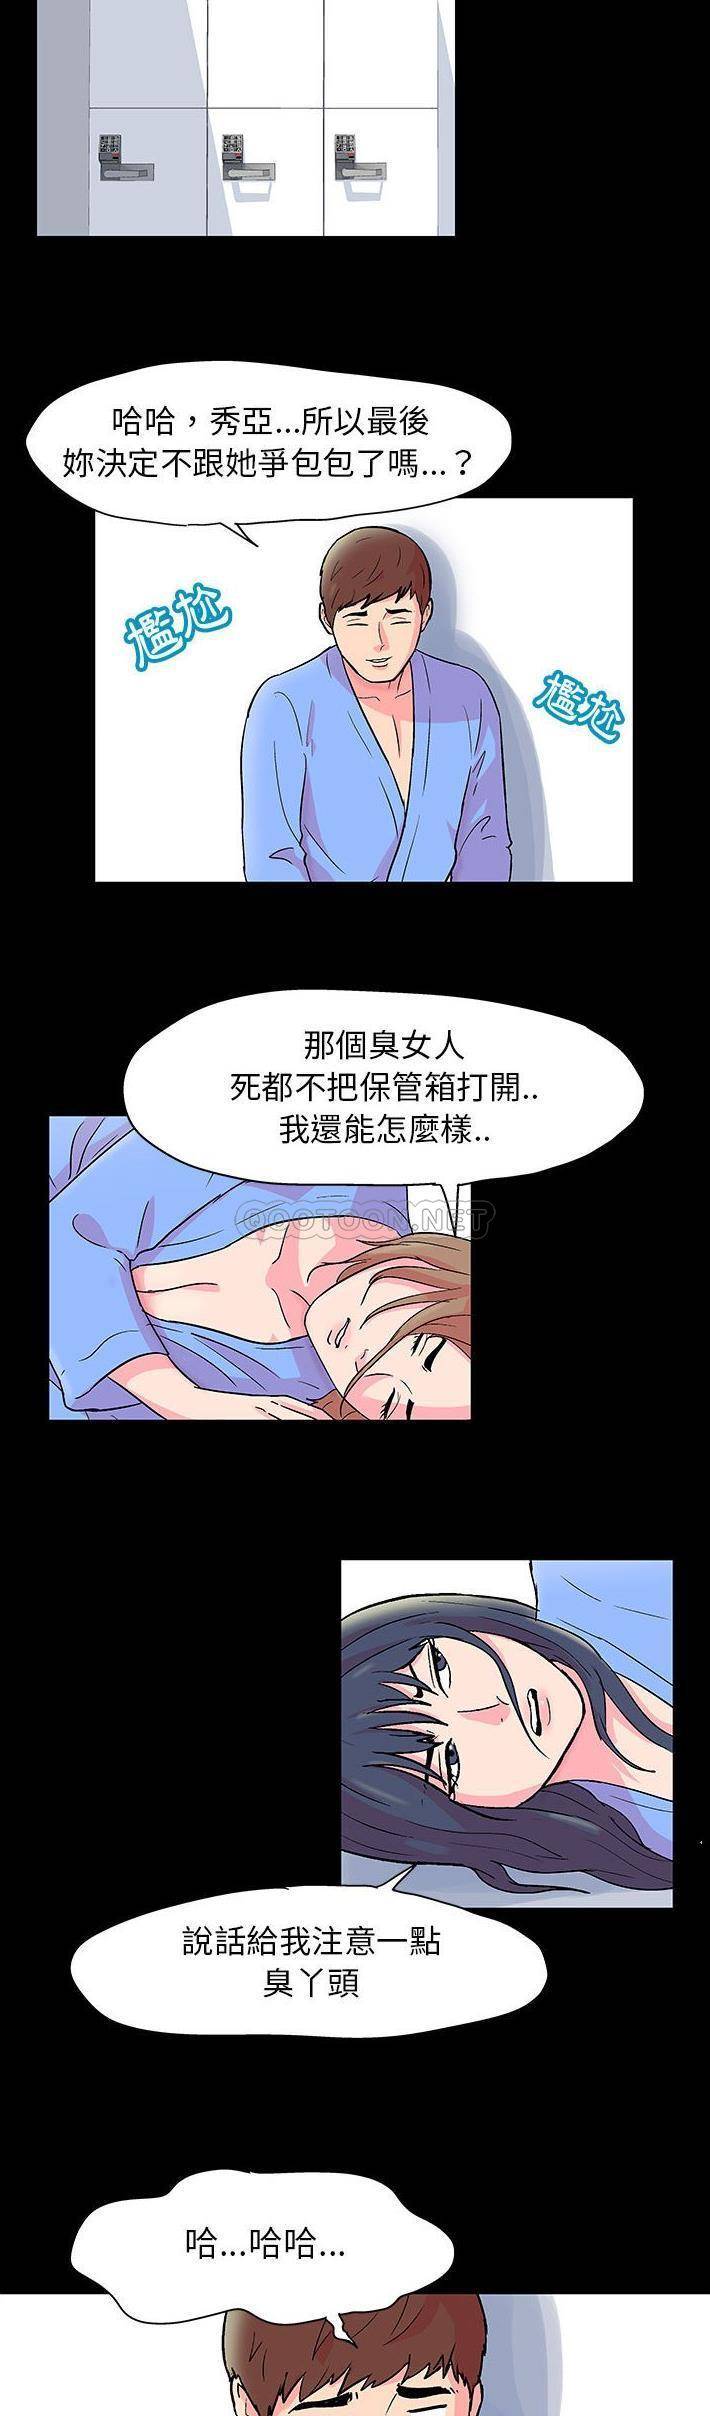 哈哈，秀亞...所以最後
妳決定不跟她爭包包了嗎...？
尷尬
尷尬
那個臭女人
死都不把保管箱打開..
我還能怎麼樣..
QOOTOON.NET
說話給我注意一點
臭丫頭
哈...哈哈...